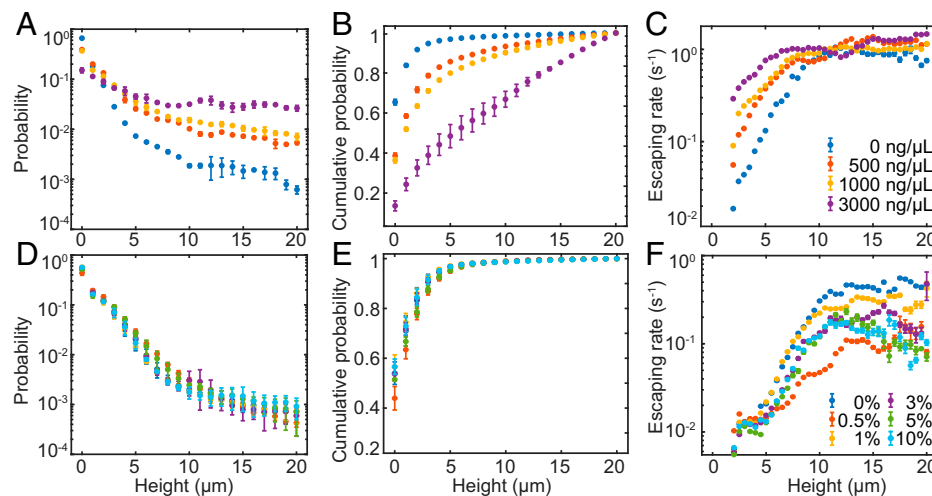 A
B
C
10⁰
10⁻¹
10⁻²
10⁻³
10⁻⁴
Probability
0 5 10 15 20
1
0.8
0.6
0.4
0.2
Cumulative probability
0 5 10 15 20
10⁰
10⁻¹
10⁻²
Escaping rate (s⁻¹)
0 ng/µL
500 ng/µL
1000 ng/µL
3000 ng/µL
0 5 10 15 20
D
E
F
10⁰
10⁻¹
10⁻²
10⁻³
10⁻⁴
Probability
0 5 10 15 20
Height (µm)
1
0.8
0.6
0.4
0.2
Cumulative probability
0 5 10 15 20
Height (µm)
10⁰
10⁻¹
10⁻²
Escaping rate (s⁻¹)
0% 3%
0.5% 5%
1% 10%
0 5 10 15 20
Height (µm)